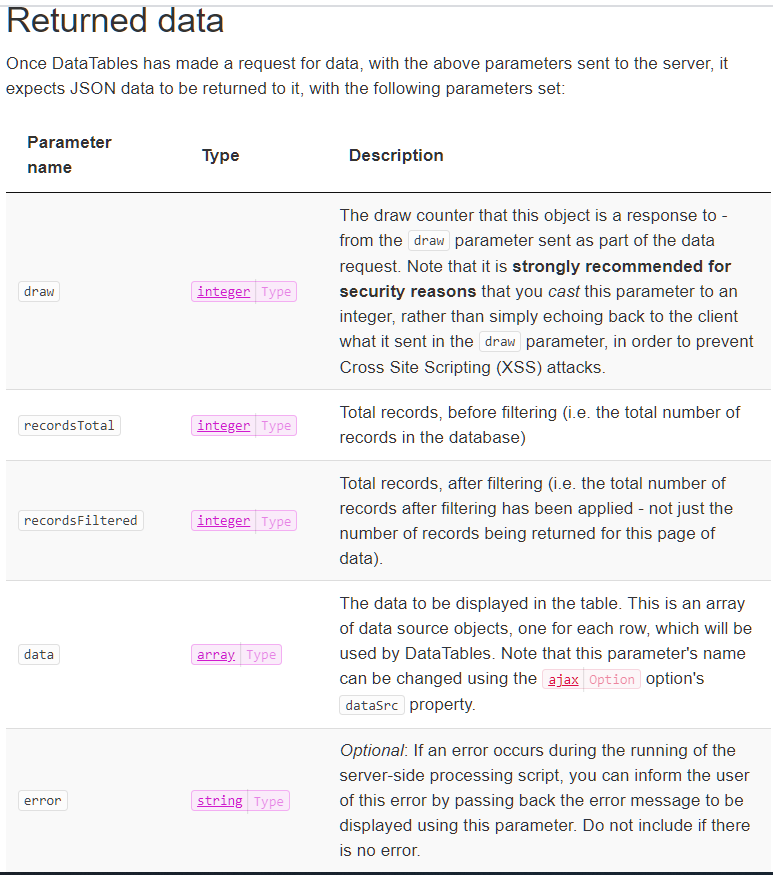 Returned data
Once DataTables has made a request for data, with the above parameters sent to the server, it
expects JSON data to be returned to it, with the following parameters set:
Parameter
name
Type
Description
draw
integer Type
The draw counter that this object is a response to -
from the draw parameter sent as part of the data
request. Note that it is strongly recommended for
security reasons that you cast this parameter to an
integer, rather than simply echoing back to the client
what it sent in the draw parameter, in order to prevent
Cross Site Scripting (XSS) attacks.
recordsTotal
integer Type
Total records, before filtering (i.e. the total number of
records in the database)
recordsFiltered
integer Type
Total records, after filtering (i.e. the total number of
records after filtering has been applied - not just the
number of records being returned for this page of
data).
data
array Type
The data to be displayed in the table. This is an array
of data source objects, one for each row, which will be
used by DataTables. Note that this parameter's name
can be changed using the ajax Option option's
dataSrc property.
error
string Type
Optional: If an error occurs during the running of the
server-side processing script, you can inform the user
of this error by passing back the error message to be
displayed using this parameter. Do not include if there
is no error.